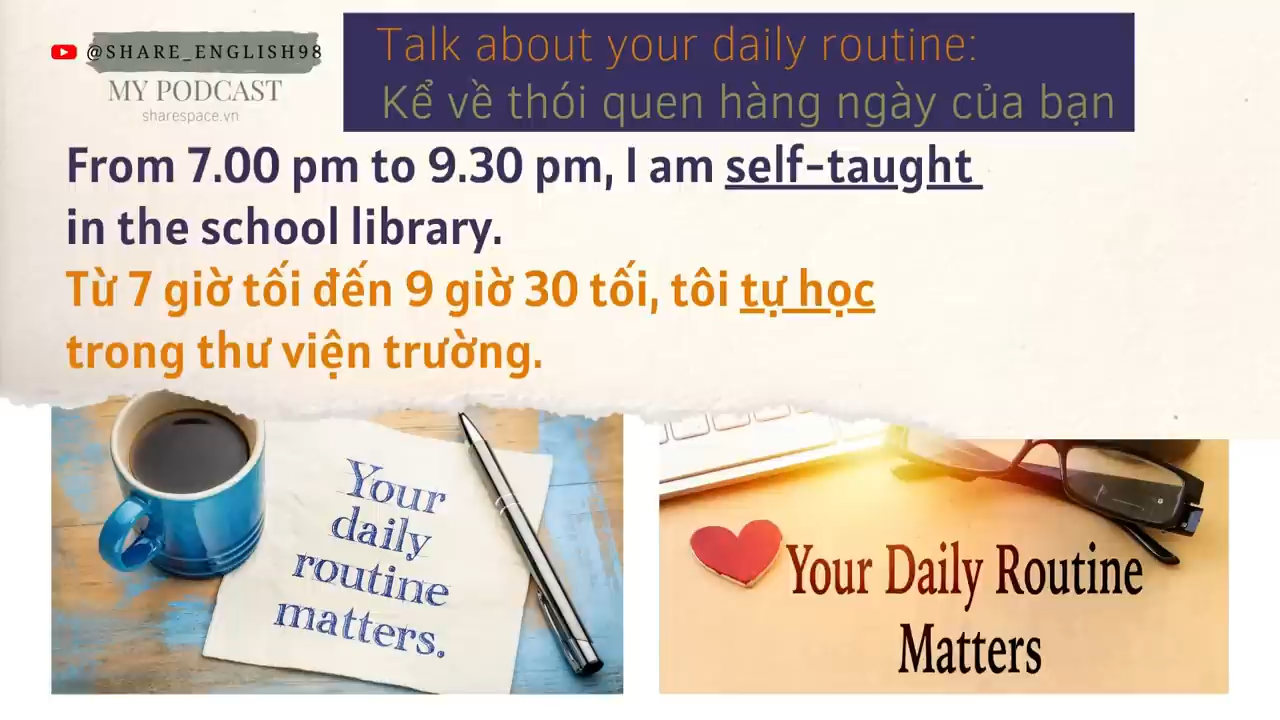 @SHARE_ENGLISH98
MY PODCAST
sharespace.vn
Talk about your daily routine:
Kể về thói quen hàng ngày của bạn
From 7.00 pm to 9.30 pm, I am self-taught
in the school library.
Từ 7 giờ tối đến 9 giờ 30 tối, tôi tự học
trong thư viện trường.
Your
daily
routine
matters.
Your Daily Routine
Matters